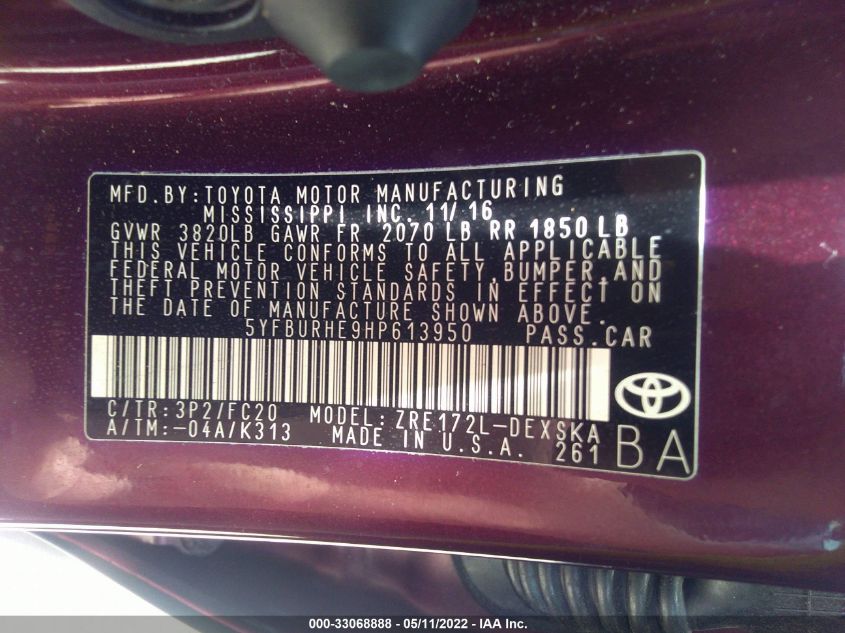 MFD.BY:TOYOTA MOTOR MANUFACTURING
MISSISSIPPI INC. 11/16
GVWR 3820LB GAWR FR 2070 LB RR 1850 LB
THIS VEHICLE CONFORMS TO ALL APPLICABLE
FEDERAL MOTOR VEHICLE SAFETY,BUMPER,AND
THEFT PREVENTION STANDARDS IN EFFECT ON
THE DATE OF MANUFACTURE SHOWN ABOVE.
5YFBURHE9HP613950 PASS.CAR
C/TR:3P2/FC20 MODEL:ZRE172L-DEXSKA
A/TM:-04A/K313 MADE IN U.S.A. 261 BA
000-33068888 - 05/11/2022 - IAA Inc.